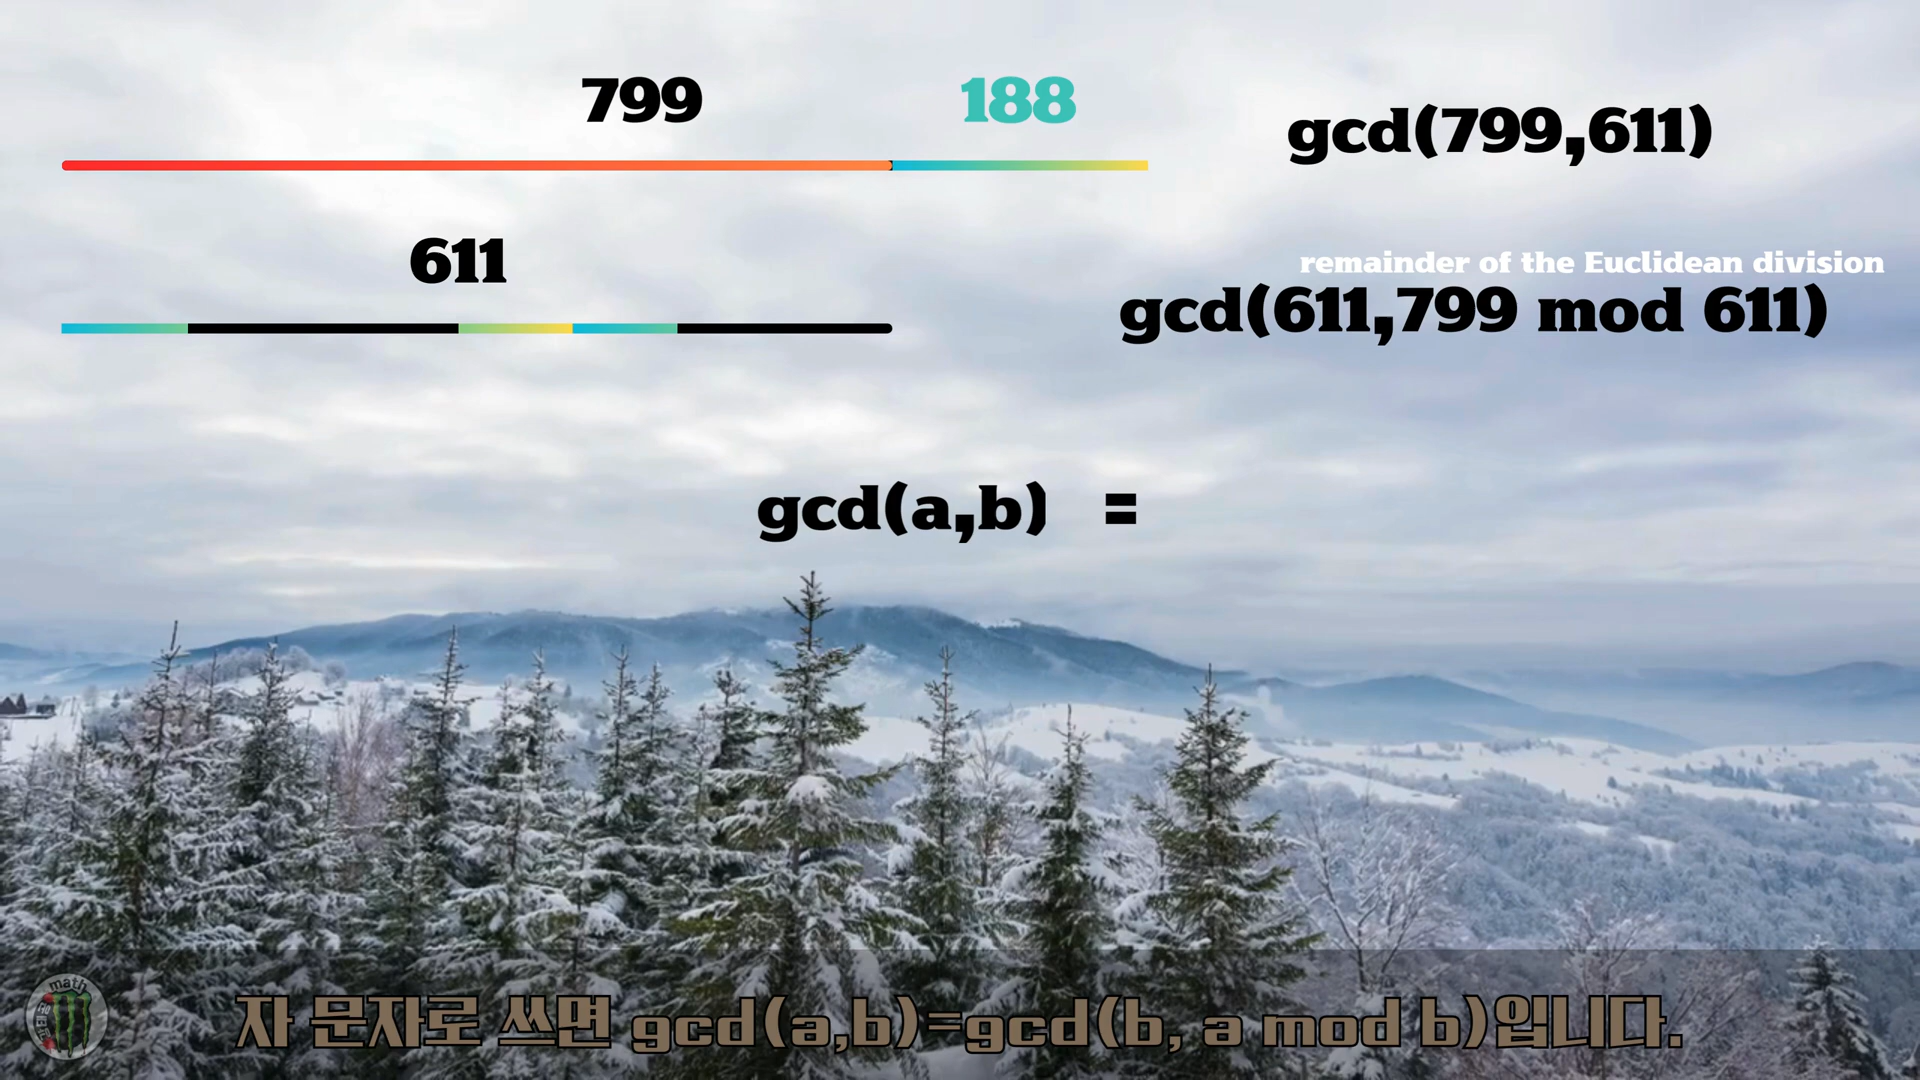 799
188
gcd(799,611)
611
remainder of the Euclidean division
gcd(611,799 mod 611)
gcd(a,b) =
math
자 문자로 쓰면 gcd(a,b)=gcd(b, a mod b)입니다.